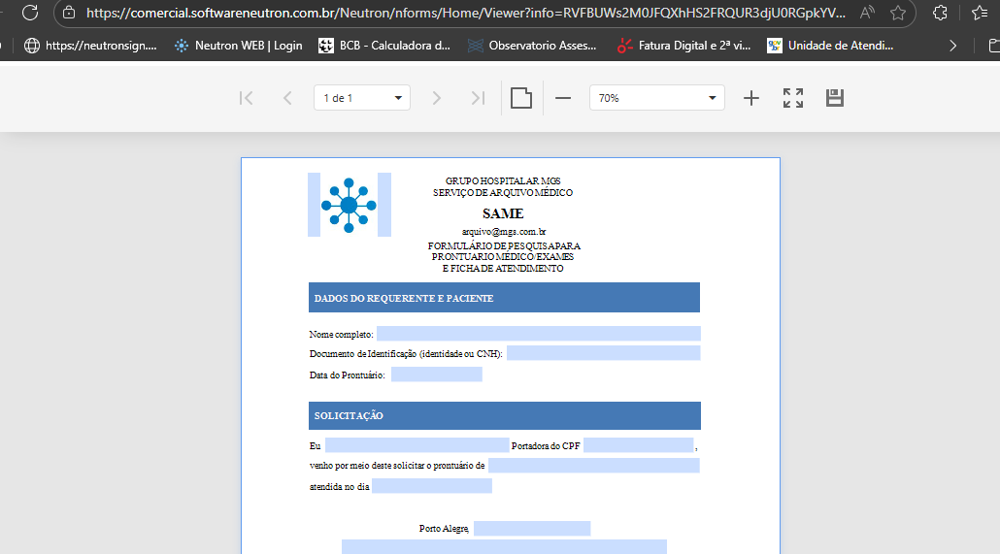 https://comercial.softwareneutron.com.br/Neutron/nforms/Home/Viewer?info=RVFBUWs2M0JFQXhHS2FRQUR3djU0RGpkYV...
https://neutronsign.... Neutron WEB | Login BCB - Calculadora d... Observatorio Asses... Fatura Digital e 2ª vi... Unidade de Atendi...
1 de 1 70%
GRUPO HOSPITALAR MGS
SERVIÇO DE ARQUIVO MÉDICO
SAME
arquivo@mgs.com.br
FORMULÁRIO DE PESQUISA PARA
PRONTUARIO MÉDICO/EXAMES
E FICHA DE ATENDIMENTO
DADOS DO REQUERENTE E PACIENTE
Nome completo:
Documento de Identificação (identidade ou CNH):
Data do Prontuário:
SOLICITAÇÃO
Eu Portadora do CPF ,
venho por meio deste solicitar o prontuário de
atendida no dia
Porto Alegre,